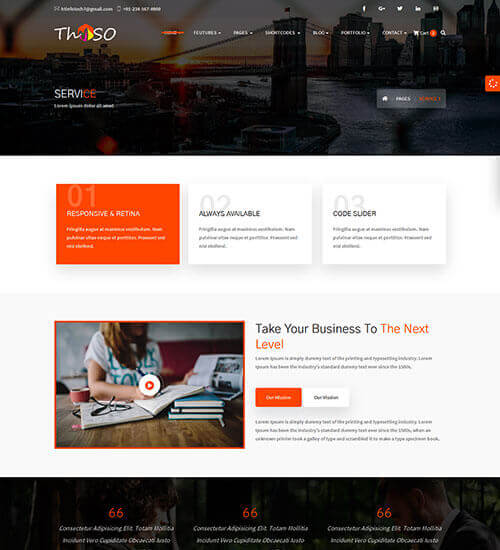 +91-234-567-8900
ThiSO
HOME FEATURES PAGES SHORTCODES BLOG PORTFOLIO CONTACT Cart
SERVICE
Lorem ipsum dolor sit amet
PAGES SERVICE
01
RESPONSIVE & RETINA
Fringilla augue at maximus vestibulum. Nam
pulvinar vitae neque et porttitor. Praesent sed
nisi eleifend.
02
ALWAYS AVAILABLE
Fringilla augue at maximus vestibulum. Nam
pulvinar vitae neque et porttitor. Praesent sed
nisi eleifend.
03
CODE SLIDER
Fringilla augue at maximus vestibulum. Nam
pulvinar vitae neque et porttitor. Praesent sed
nisi eleifend.
Take Your Business To The Next
Level
Lorem Ipsum is simply dummy text of the printing and typesetting industry. Lorem
Ipsum has been the industry's standard dummy text ever since the 1500s,
Our Mission Our Mission
Lorem Ipsum is simply dummy text of the printing and typesetting industry. Lorem
Ipsum has been the industry's standard dummy text ever since the 1500s, when an
unknown printer took a galley of type and scrambled it to make a type specimen book.
66 66 66
Consectetur Adipisicing Elit. Totam Mollitia
Incidunt Vero Cupiditate Obcaecati Iusto
Consectetur Adipisicing Elit. Totam Mollitia
Incidunt Vero Cupiditate Obcaecati Iusto
Consectetur Adipisicing Elit. Totam Mollitia
Incidunt Vero Cupiditate Obcaecati Iusto